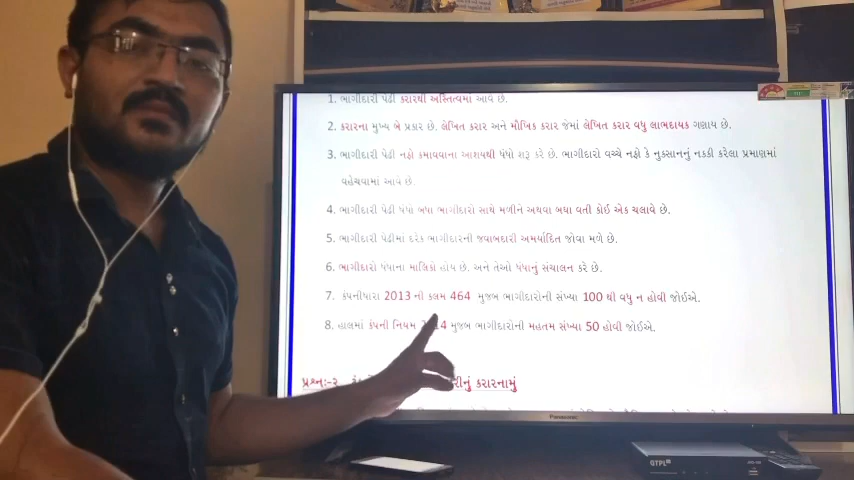 1. ભાગીદારી પેઢી કરારથી અસ્તિત્વમાં આવે છે.
2. કરારના મુખ્ય બે પ્રકાર છે. લેખિત કરાર અને મૌખિક કરાર જેમાં લેખિત કરાર વધુ લાભદાયક ગણાય છે.
3. ભાગીદારી પેઢી નફો કમાવવાના આશયથી ધંધો શરૂ કરે છે. ભાગીદારો વચ્ચે નફો કે નુકસાનનું નક્કી કરેલા પ્રમાણમાં
વહેંચવામાં આવે છે.
4. ભાગીદારી પેઢી ધંધો બધા ભાગીદારો સાથે મળીને અથવા બધા વતી કોઈ એક ચલાવે છે.
5. ભાગીદારી પેઢીમાં દરેક ભાગીદારની જવાબદારી અમર્યાદિત જોવા મળે છે.
6. ભાગીદારો ધંધાના માલિકો હોય છે. અને તેઓ ધંધાનું સંચાલન કરે છે.
7. કંપનીધારા 2013 ની કલમ 464 મુજબ ભાગીદારોની સંખ્યા 100 થી વધુ ન હોવી જોઈએ.
8. હાલમાં કંપની નિયમ 14 મુજબ ભાગીદારોની મહત્તમ સંખ્યા 50 હોવી જોઈએ.
પ્રશ્ન:-૨ કરારનામું
Panasonic
GTPL